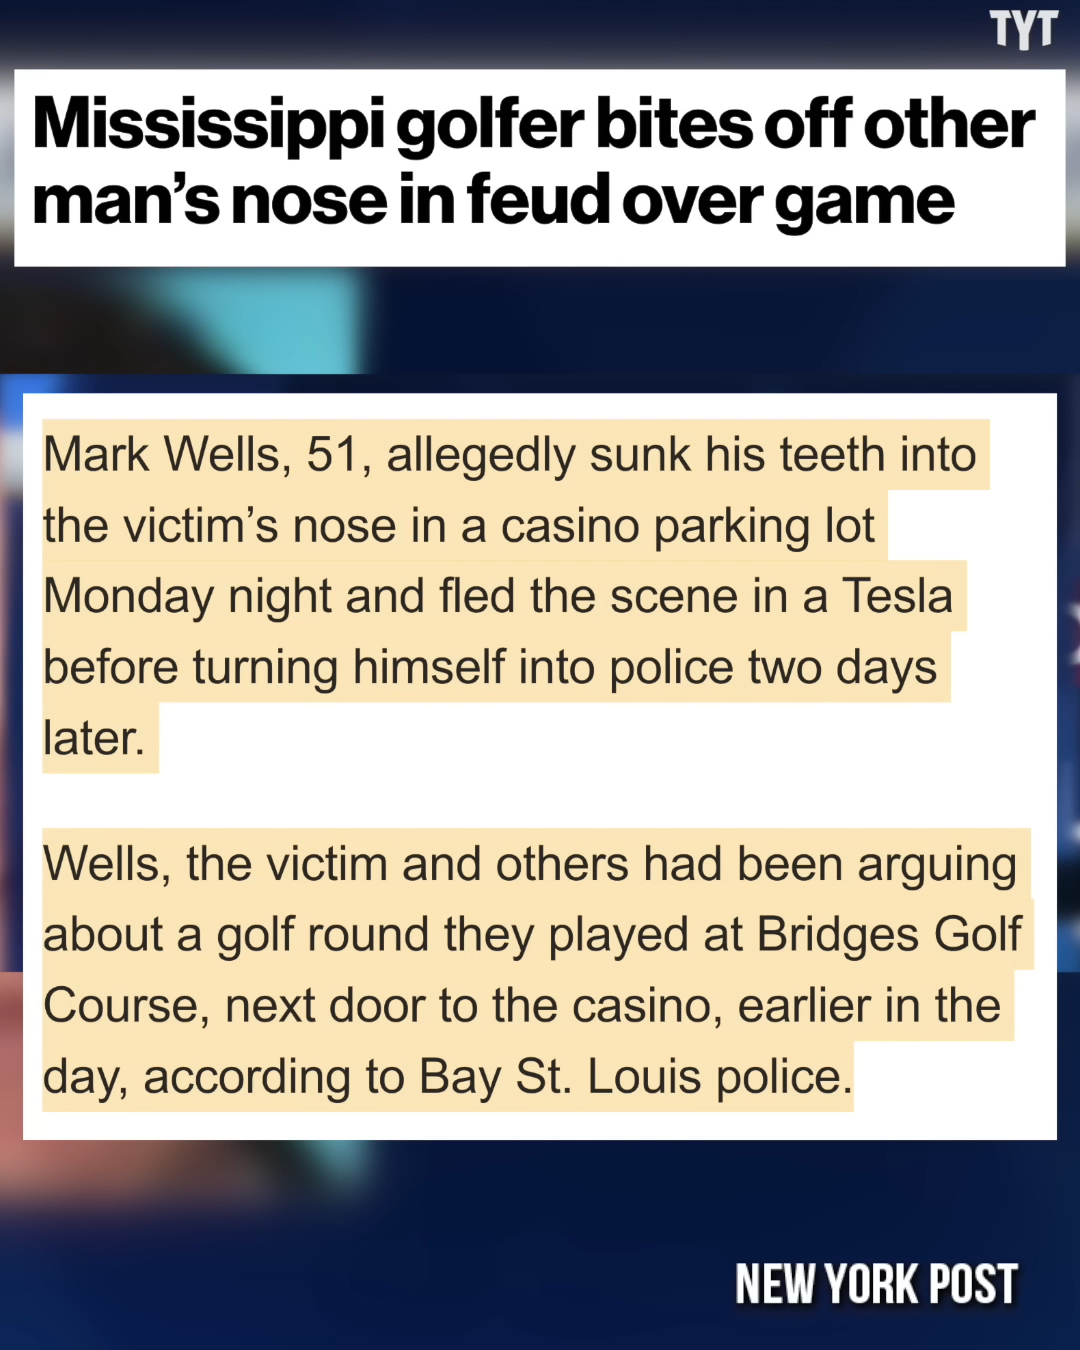 TYT
Mississippi golfer bites off other
man’s nose in feud over game
Mark Wells, 51, allegedly sunk his teeth into
the victim’s nose in a casino parking lot
Monday night and fled the scene in a Tesla
before turning himself into police two days
later.
Wells, the victim and others had been arguing
about a golf round they played at Bridges Golf
Course, next door to the casino, earlier in the
day, according to Bay St. Louis police.
NEW YORK POST